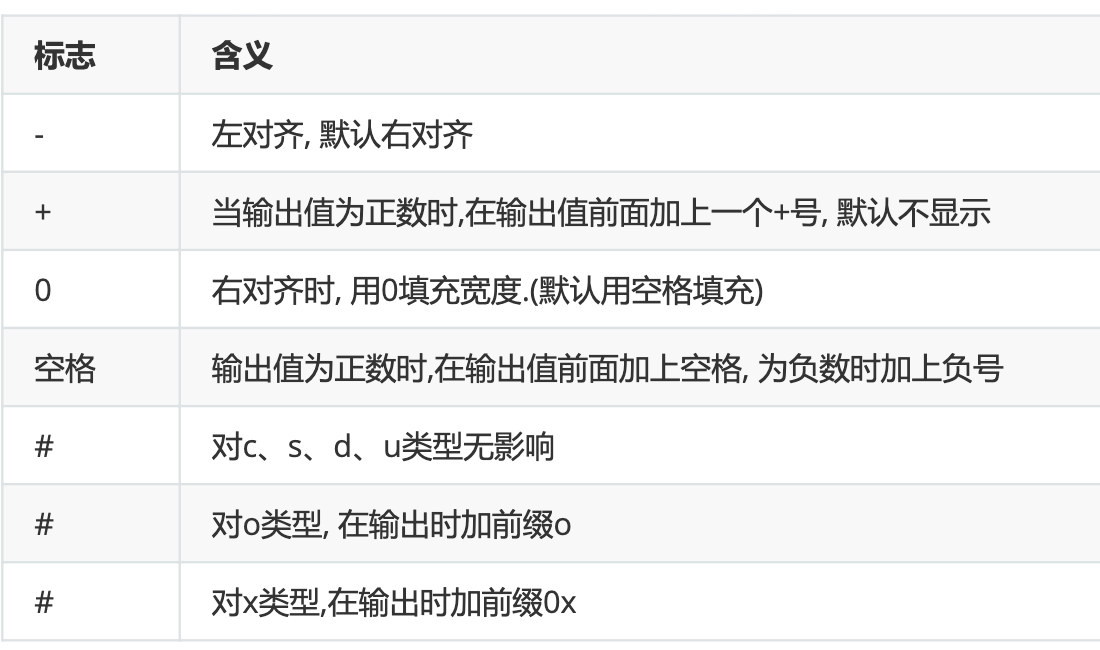 标志 含义
- 左对齐, 默认右对齐
+ 当输出值为正数时,在输出值前面加上一个+号, 默认不显示
0 右对齐时, 用0填充宽度.(默认用空格填充)
空格 输出值为正数时,在输出值前面加上空格, 为负数时加上负号
# 对c、s、d、u类型无影响
# 对o类型, 在输出时加前缀o
# 对x类型,在输出时加前缀0x